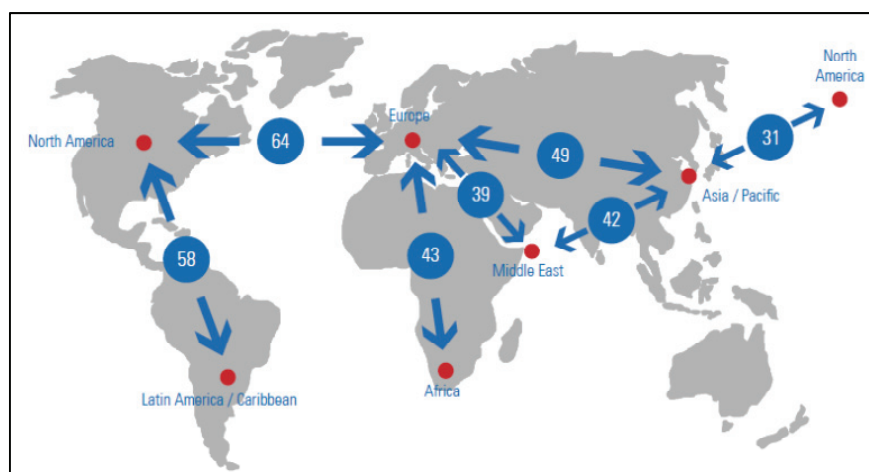 North
America
Europe
North America
64
31
49
39
Asia / Pacific
42
58
43
Middle East
Africa
Latin America / Caribbean